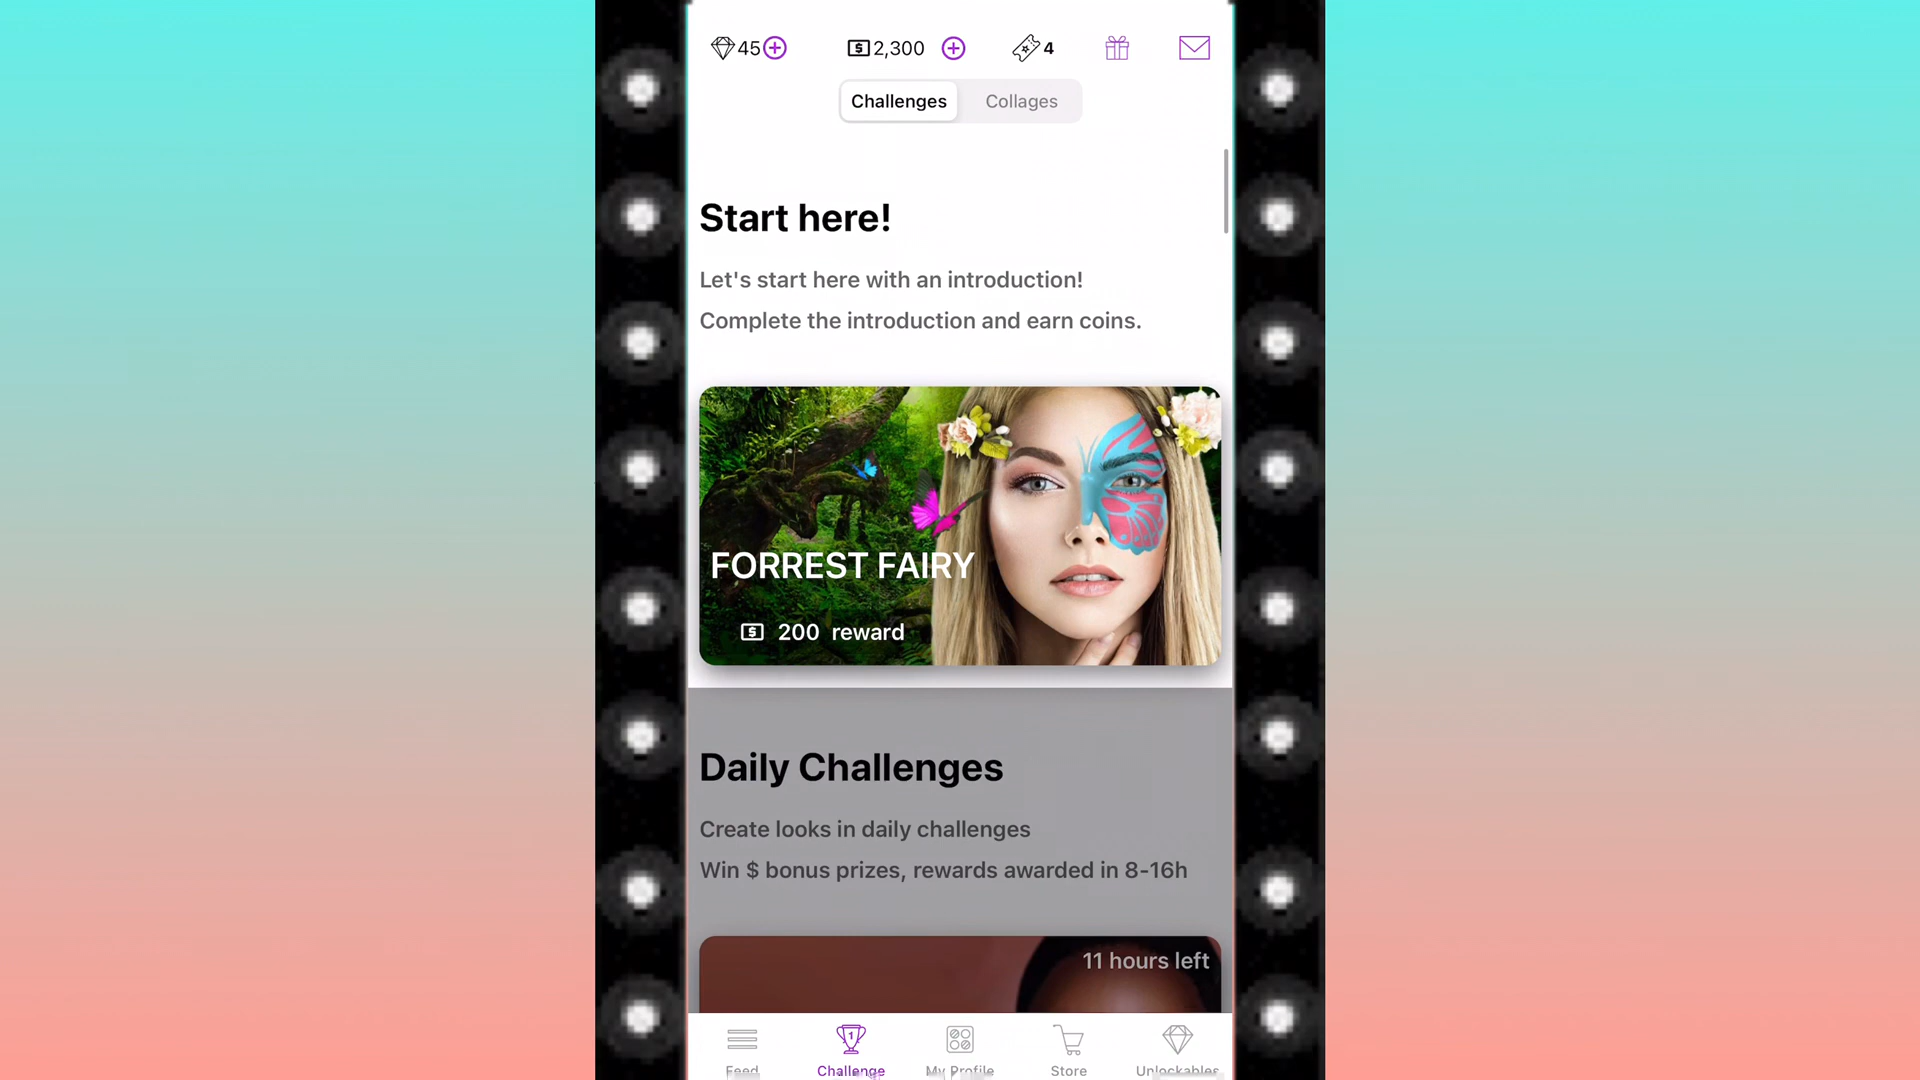 45
2,300
4
Challenges
Collages
Start here!
Let's start here with an introduction!
Complete the introduction and earn coins.
FORREST FAIRY
200 reward
Daily Challenges
Create looks in daily challenges
Win $ bonus prizes, rewards awarded in 8-16h
11 hours left
Feed
Challenge
My Profile
Store
Unlockables